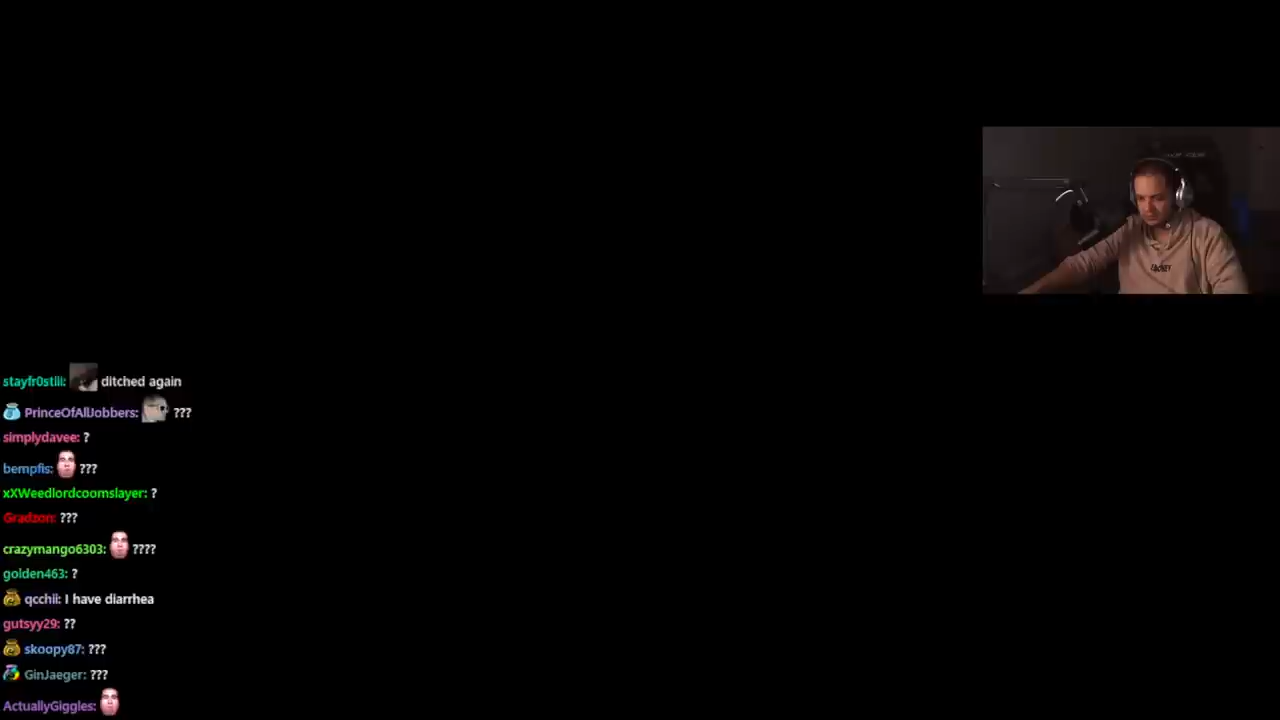 stayfr0stiii: ditched again
PrinceOfAllJobbers: ???
simplydavee: ?
bempfis: ???
xXWeedlordcoomslayer: ?
Gradzon: ???
crazymango6303: ????
golden463: ?
qcchii: I have diarrhea
gutsyy29: ??
skoopy87: ???
GinJaeger: ???
ActuallyGiggles: